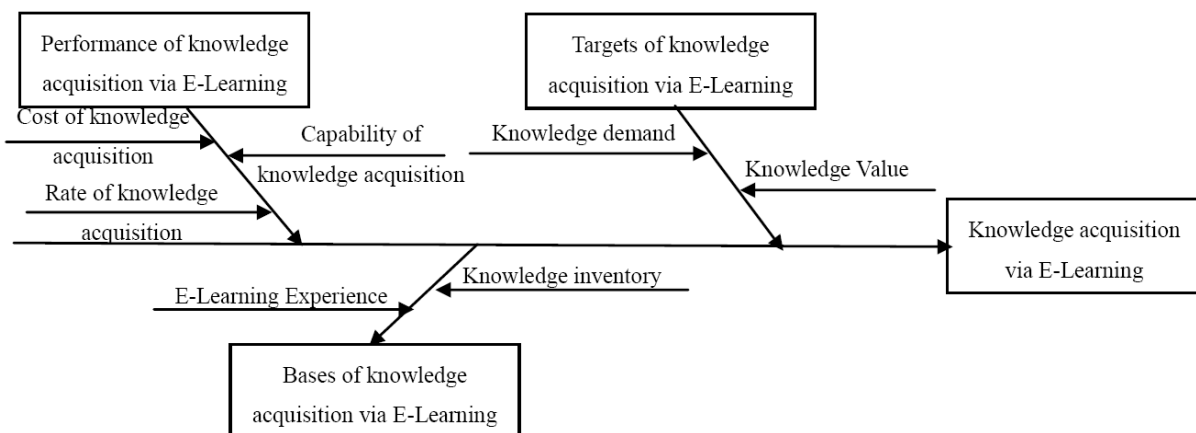 Performance of knowledge
acquisition via E-Learning
Targets of knowledge
acquisition via E-Learning
Cost of knowledge
acquisition
Capability of
knowledge acquisition
Knowledge demand
Knowledge Value
Rate of knowledge
acquisition
Knowledge acquisition
via E-Learning
Knowledge inventory
E-Learning Experience
Bases of knowledge
acquisition via E-Learning